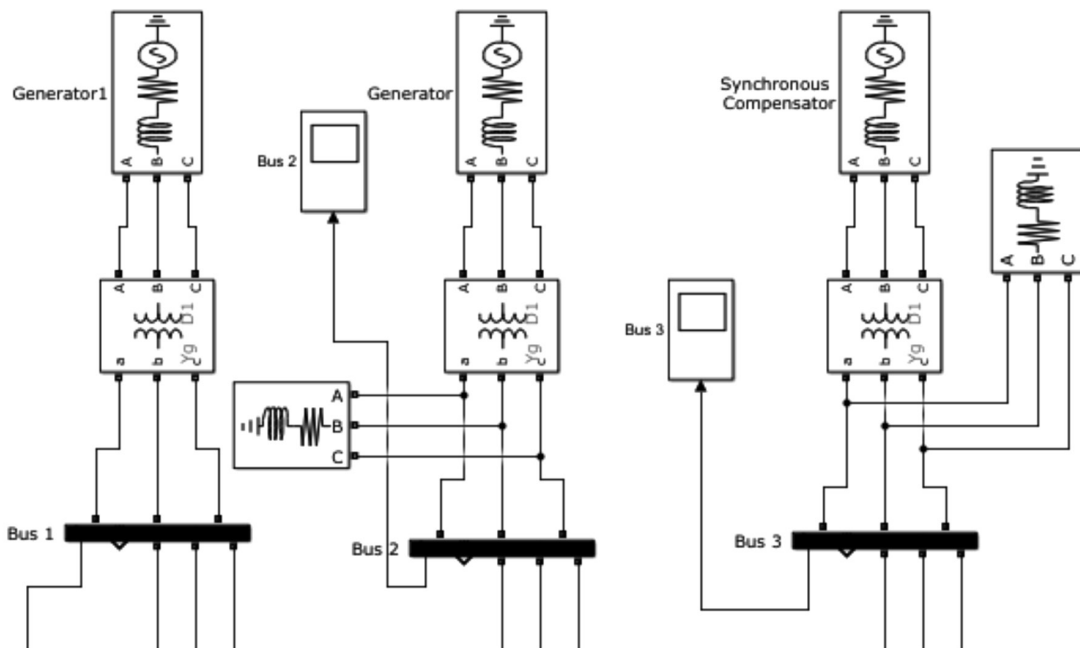 Generator1
A B C
A B C
D1
Yg
a b c
Bus 1
Bus 2
Generator
A B C
A B C
D1
Yg
a b c
A
B
C
Bus 2
Synchronous
Compensator
A B C
A B C
D1
Yg
a b c
A B C
Bus 3
Bus 3